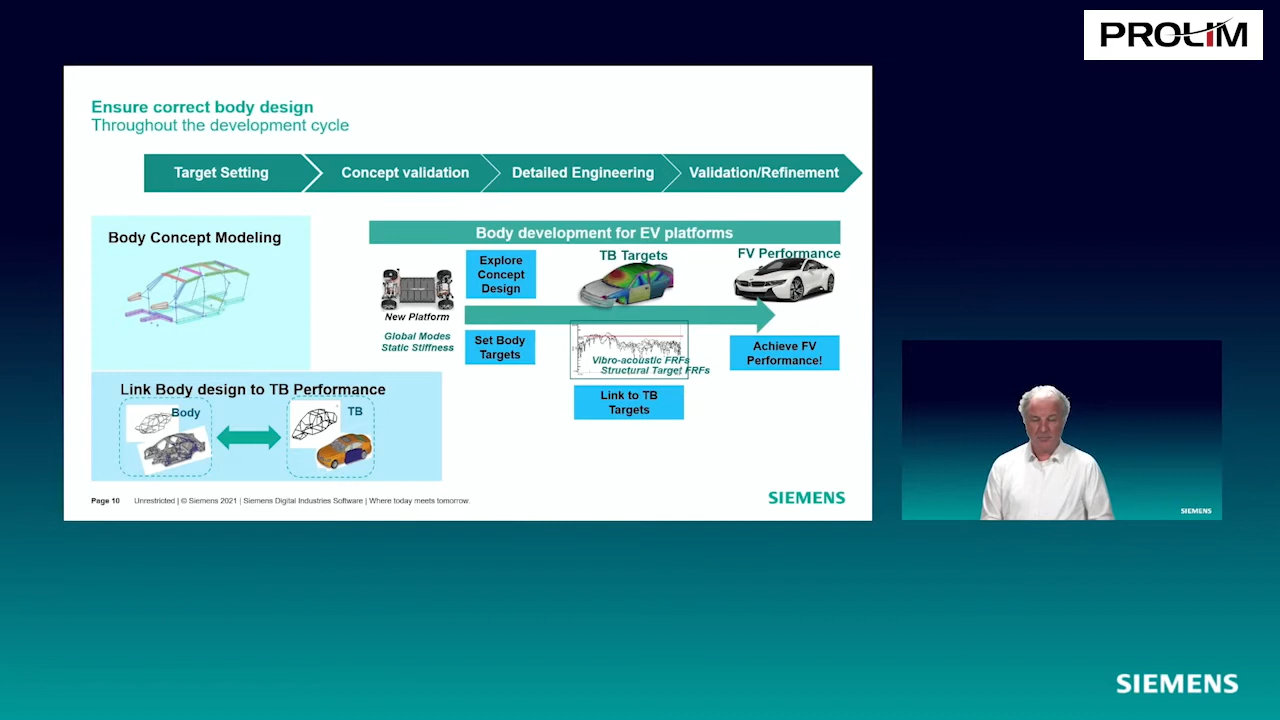 PROLIM
Ensure correct body design
Throughout the development cycle
Target Setting
Concept validation
Detailed Engineering
Validation/Refinement
Body Concept Modeling
Body development for EV platforms
Explore
Concept
Design
TB Targets
FV Performance
New Platform
Global Modes
Static Stiffness
Set Body
Targets
Vibro-acoustic FRFs
Structural Target FRFs
Achieve FV
Performance!
Link to TB
Targets
Link Body design to TB Performance
Body
TB
Page 10 Unrestricted | © Siemens 2021 | Siemens Digital Industries Software | Where today meets tomorrow.
SIEMENS
SIEMENS
SIEMENS